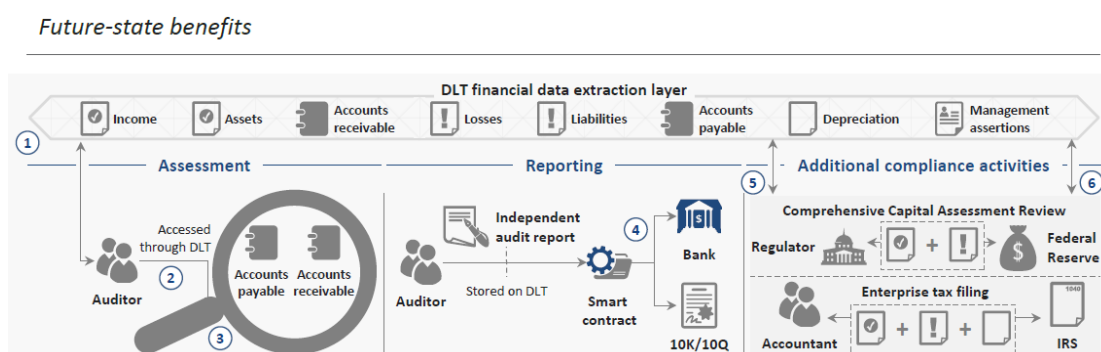 Future-state benefits
DLT financial data extraction layer
Income
Assets
Accounts
receivable
Losses
Liabilities
Accounts
payable
Depreciation
Management
assertions
1
Assessment
Reporting
Additional compliance activities
5
6
Accessed
through DLT
2
Auditor
Accounts
payable
Accounts
receivable
3
Independent
audit report
Auditor
Stored on DLT
Smart
contract
4
$
Bank
10K/10Q
Comprehensive Capital Assessment Review
Regulator
+
$
Federal
Reserve
Enterprise tax filing
Accountant
+
+
1040
IRS